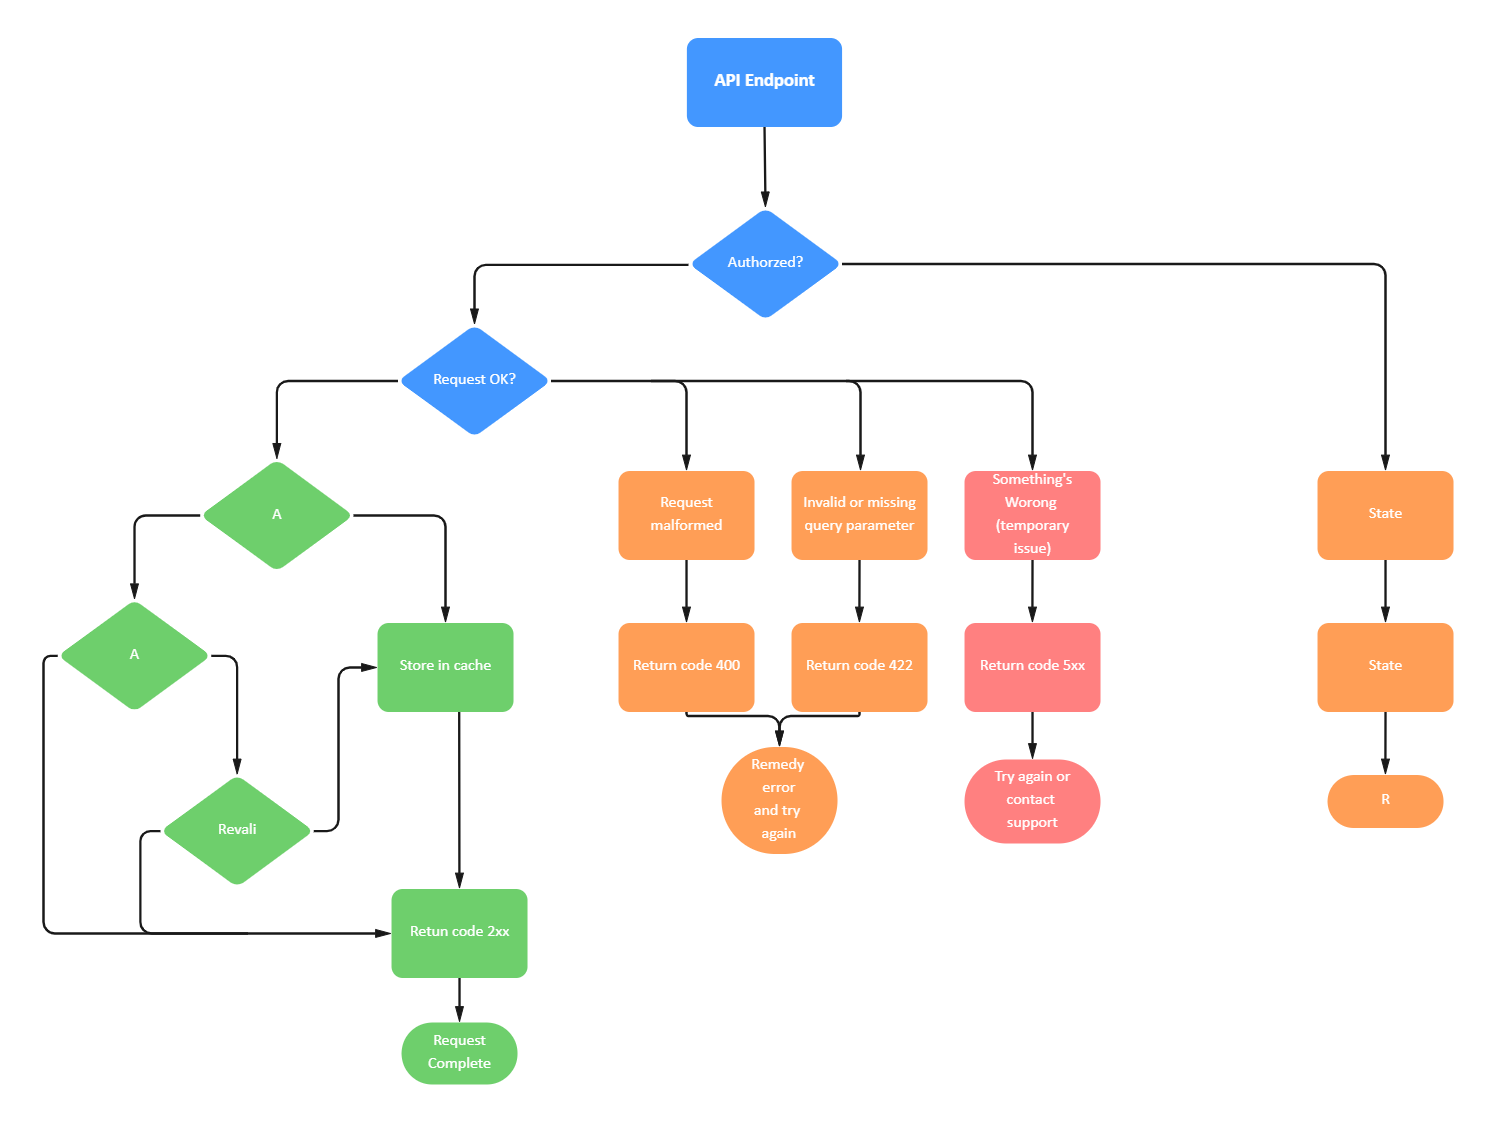 API Endpoint
Authorzed?
Request OK?
A
Request
malformed
Invalid or missing
query parameter
Something's
Worong
(temporary
issue)
State
A
Store in cache
Return code 400
Return code 422
Return code 5xx
State
Revali
Remedy
error
and try
again
Try again or
contact
support
R
Retun code 2xx
Request
Complete